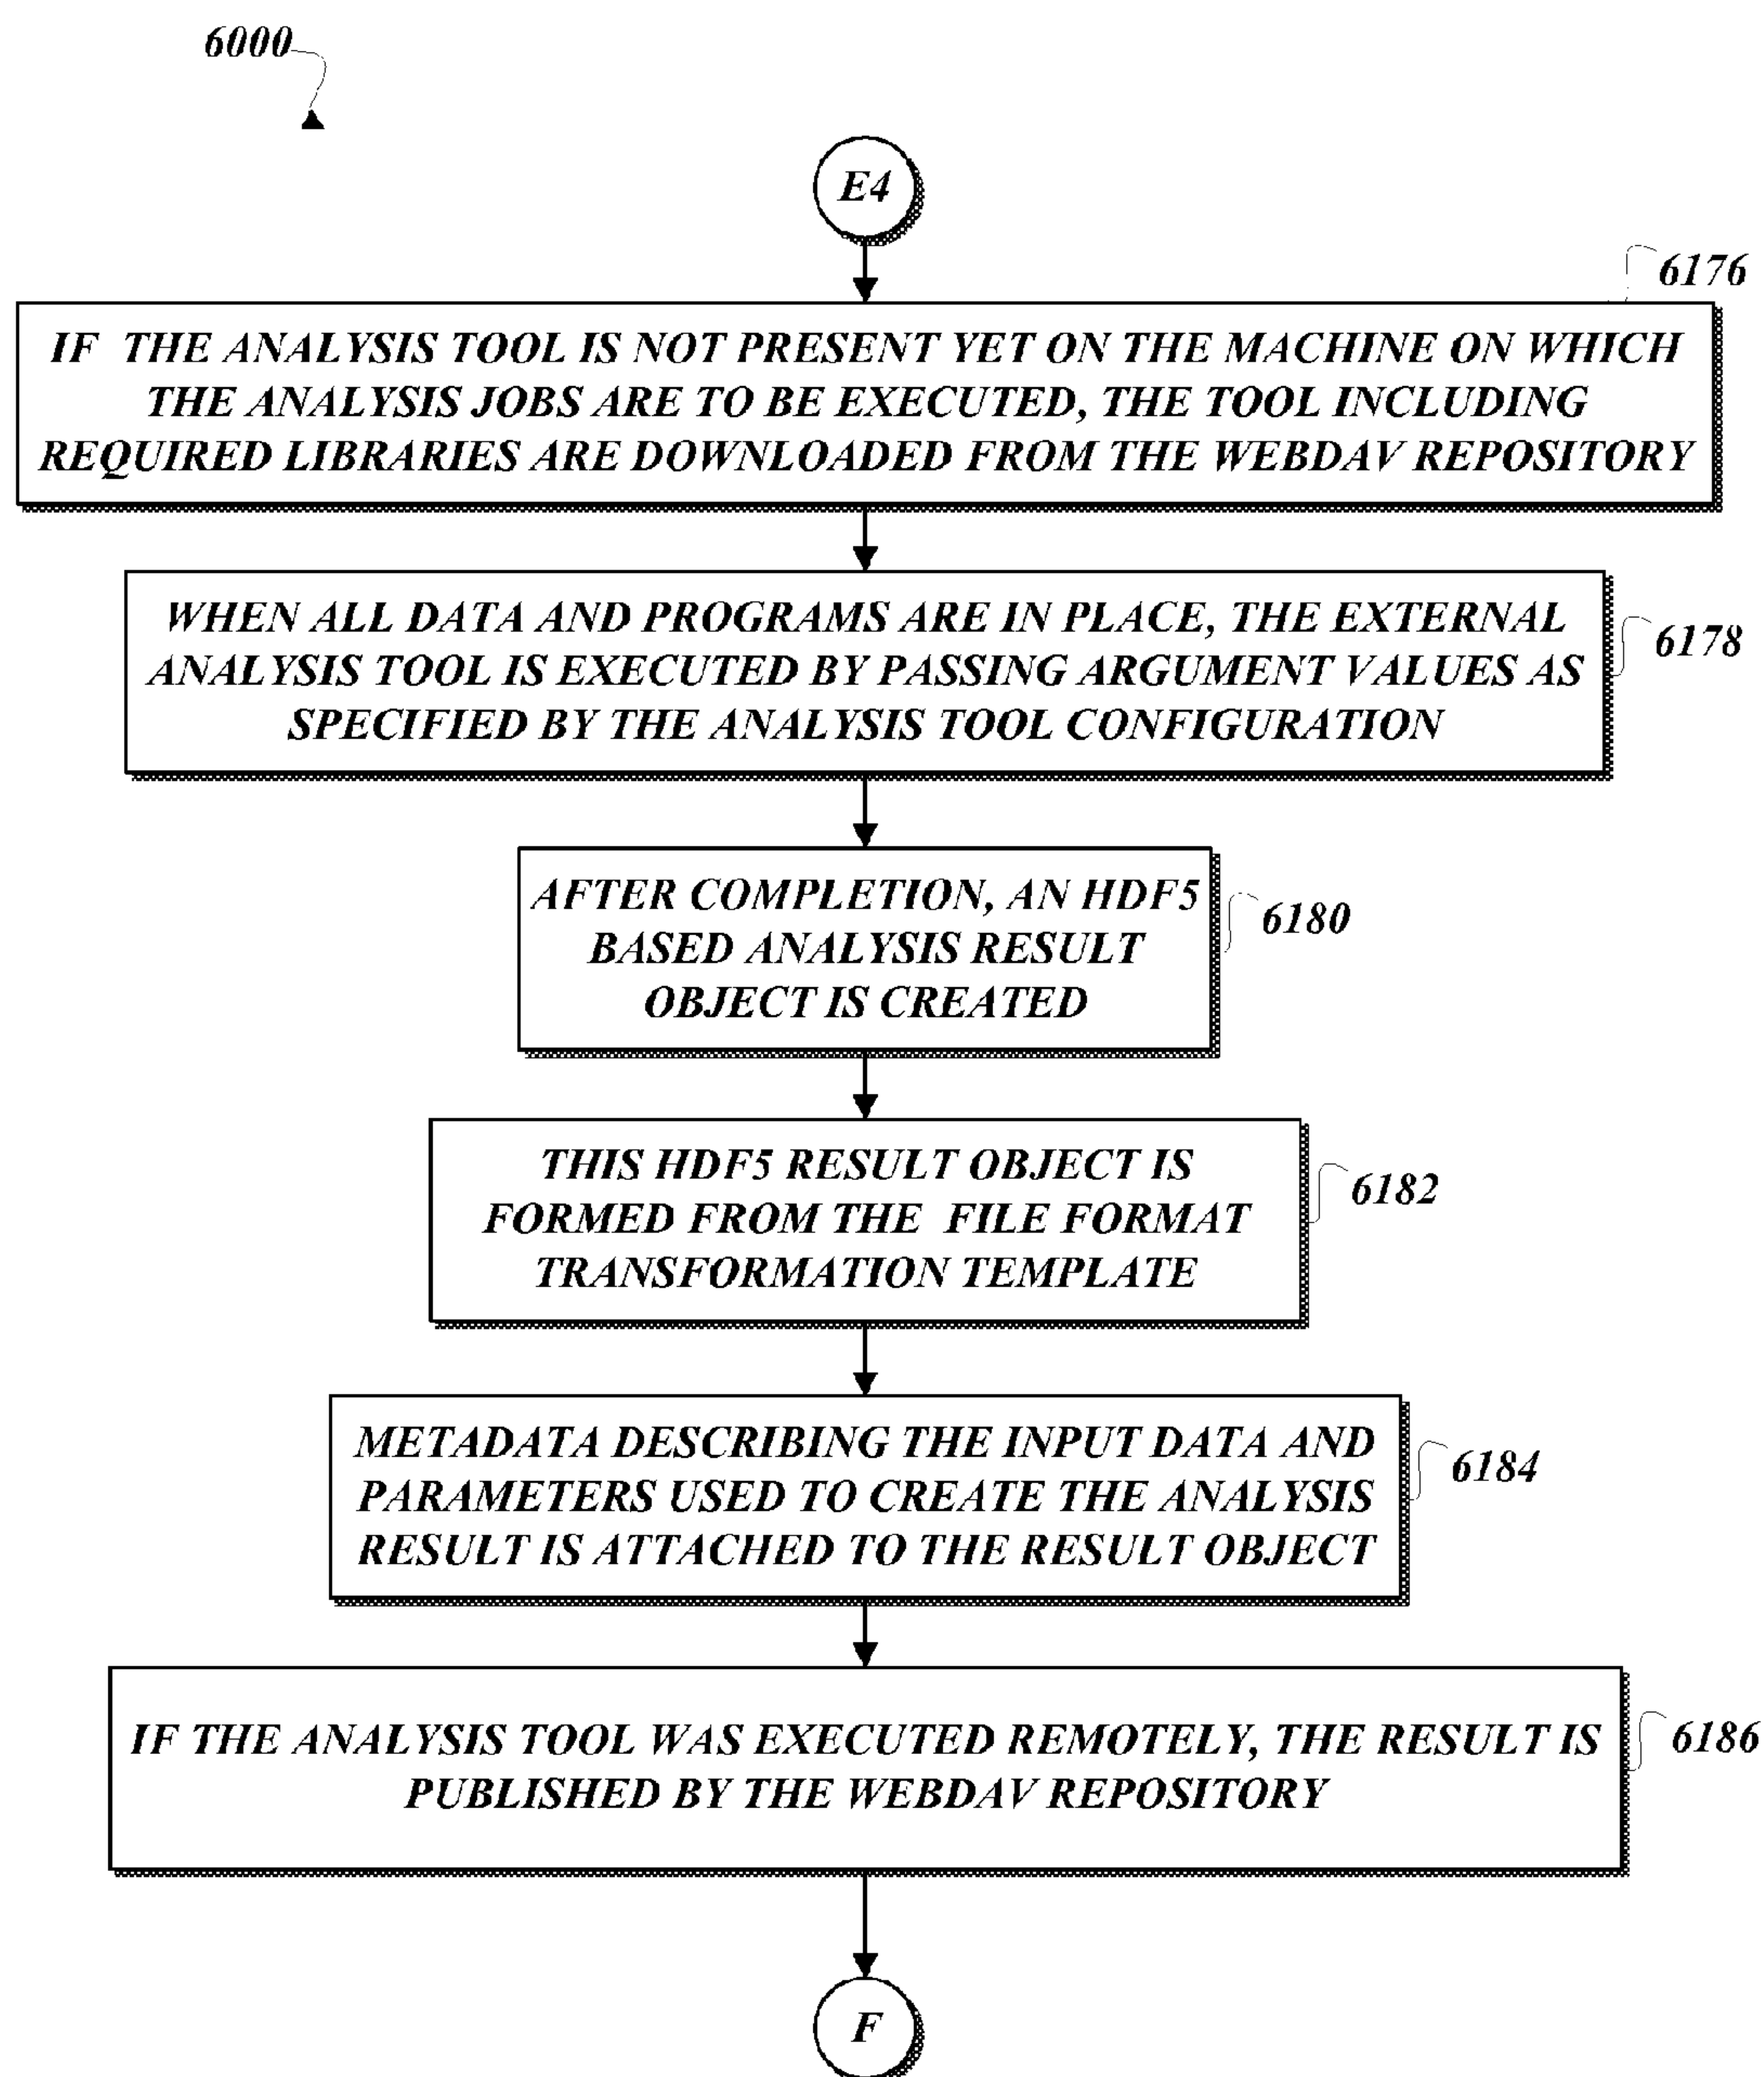 6000
E4
6176
IF THE ANALYSIS TOOL IS NOT PRESENT YET ON THE MACHINE ON WHICH
THE ANALYSIS JOBS ARE TO BE EXECUTED, THE TOOL INCLUDING
REQUIRED LIBRARIES ARE DOWNLOADED FROM THE WEBDAV REPOSITORY
WHEN ALL DATA AND PROGRAMS ARE IN PLACE, THE EXTERNAL
ANALYSIS TOOL IS EXECUTED BY PASSING ARGUMENT VALUES AS
SPECIFIED BY THE ANALYSIS TOOL CONFIGURATION
6178
AFTER COMPLETION, AN HDF5
BASED ANALYSIS RESULT
OBJECT IS CREATED
6180
THIS HDF5 RESULT OBJECT IS
FORMED FROM THE FILE FORMAT
TRANSFORMATION TEMPLATE
6182
METADATA DESCRIBING THE INPUT DATA AND
PARAMETERS USED TO CREATE THE ANALYSIS
RESULT IS ATTACHED TO THE RESULT OBJECT
6184
IF THE ANALYSIS TOOL WAS EXECUTED REMOTELY, THE RESULT IS
PUBLISHED BY THE WEBDAV REPOSITORY
6186
F